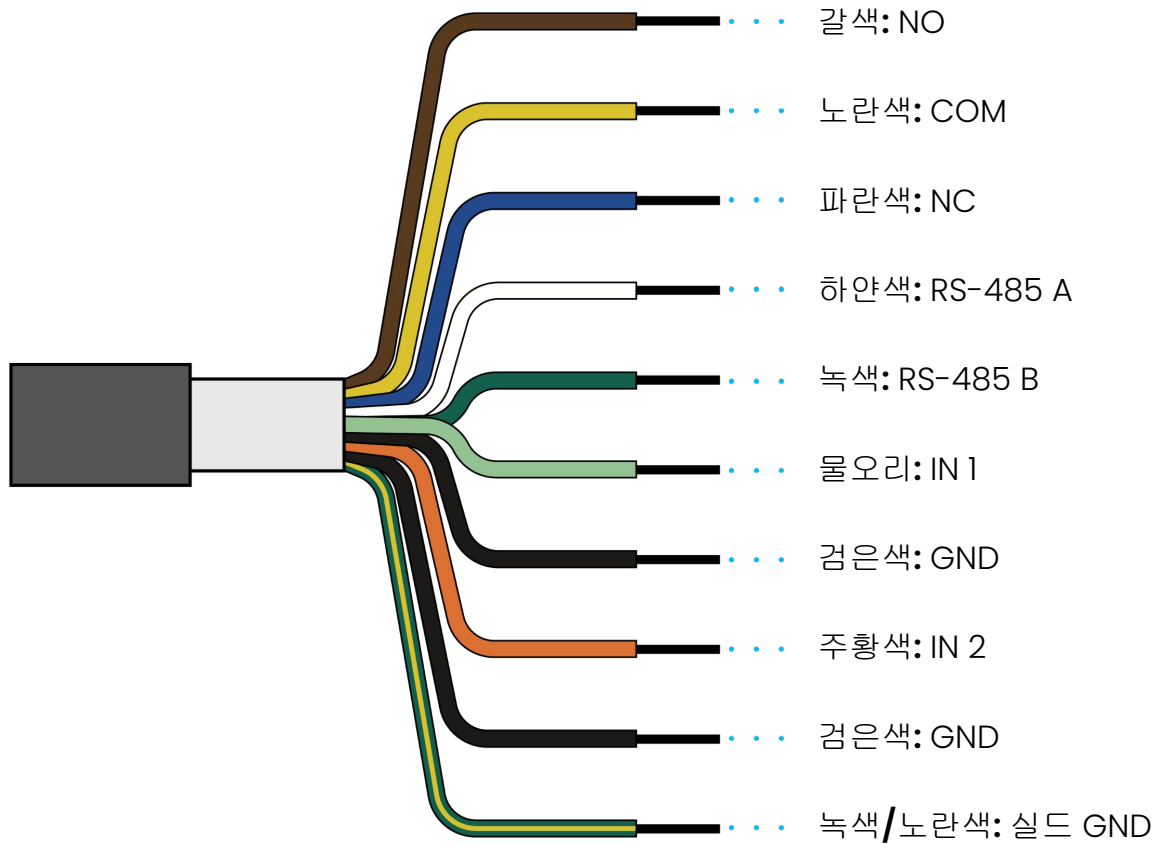 갈색: NO
노란색: COM
파란색: NC
하얀색: RS-485 A
녹색: RS-485 B
물오리: IN 1
검은색: GND
주황색: IN 2
검은색: GND
녹색/노란색: 실드 GND